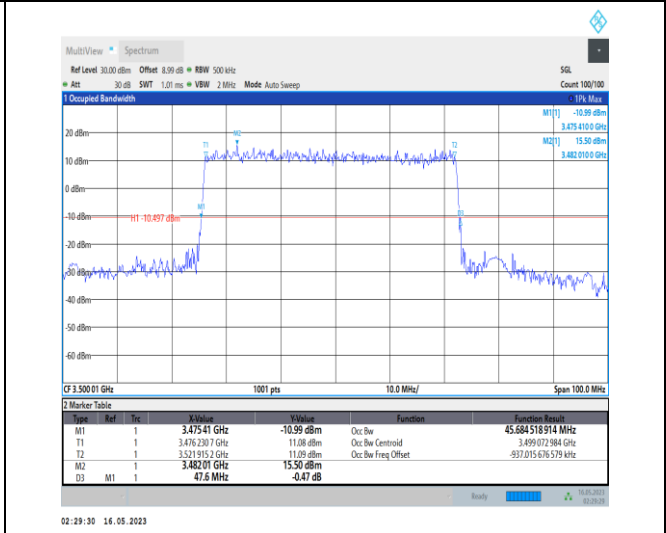 MultiView Spectrum
Ref Level 30.00 dBm Offset 8.99 dB RBW 500 kHz SGL
Att 30 dB SWT 1.01 ms VBW 2 MHz Mode Auto Sweep Count 100/100
1 Occupied Bandwidth 1Pk Max
M1[1] -10.99 dBm
3.475 410 0 GHz
M2[1] 15.50 dBm
3.482 010 0 GHz
20 dBm
M2
T1
T2
10 dBm
0 dBm
M1
D3
-10 dBm
H1 -10.497 dBm
-20 dBm
-30 dBm
-40 dBm
-50 dBm
-60 dBm
CF 3.500 01 GHz 1001 pts 10.0 MHz/ Span 100.0 MHz
2 Marker Table
Type Ref Trc X-Value Y-Value Function Function Result
M1 1 3.475 41 GHz -10.99 dBm Occ Bw 45.684 518 914 MHz
T1 1 3.476 230 7 GHz 11.08 dBm Occ Bw Centroid 3.499 072 984 GHz
T2 1 3.521 915 2 GHz 11.09 dBm Occ Bw Freq Offset -937.015 676 579 kHz
M2 1 3.482 01 GHz 15.50 dBm
D3 M1 1 47.6 MHz -0.47 dB
Ready 16.05.2023
02:29:29
02:29:30 16.05.2023